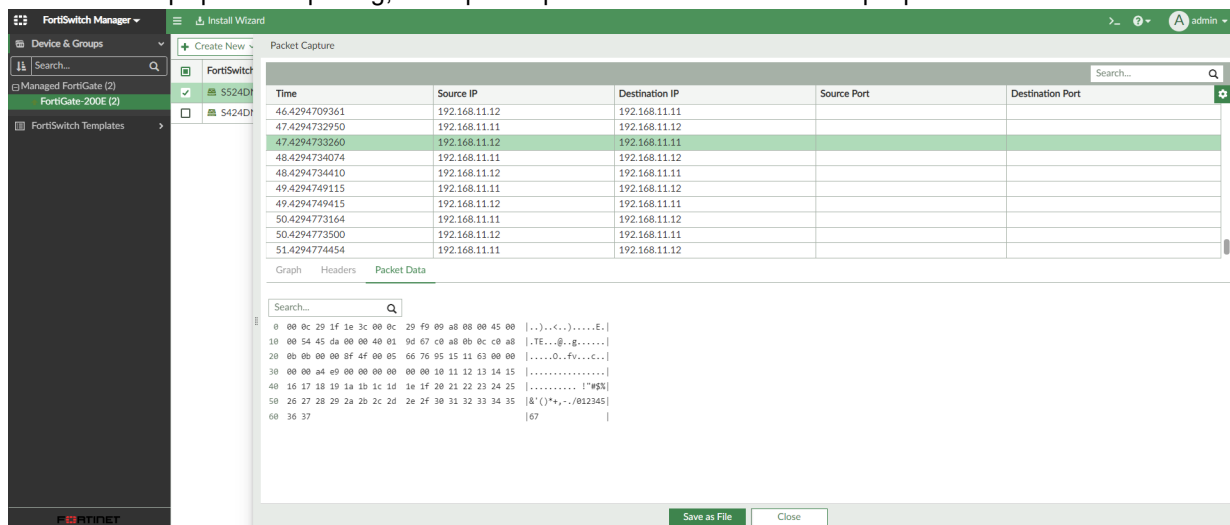 FortiSwitch Manager
Install Wizard
admin
Device & Groups
Search...
Managed FortiGate (2)
FortiGate-200E (2)
FortiSwitch Templates
Create New
FortiSwitch
S524D
S424D
Packet Capture
Search...
Time Source IP Destination IP Source Port Destination Port
46.4294709361 192.168.11.12 192.168.11.11
47.4294732950 192.168.11.11 192.168.11.12
47.4294733260 192.168.11.12 192.168.11.11
48.4294734074 192.168.11.11 192.168.11.12
48.4294734410 192.168.11.12 192.168.11.11
49.4294749115 192.168.11.11 192.168.11.12
49.4294749415 192.168.11.12 192.168.11.11
50.4294773164 192.168.11.11 192.168.11.12
50.4294773500 192.168.11.12 192.168.11.11
51.4294774454 192.168.11.11 192.168.11.12
Graph Headers Packet Data
Search...
0 00 0c 29 1f 1e 3c 00 0c 29 f9 09 a8 08 00 45 00 |..)..<..).....E.|
10 00 54 45 da 00 00 40 01 9d 67 c0 a8 0b 0c c0 a8 |.TE...@..g......|
20 0b 0b 00 00 8f 4f 00 05 66 76 95 15 11 63 00 00 |.....O..fv...c..|
30 00 00 a4 e9 00 00 00 00 00 00 10 11 12 13 14 15 |................|
40 16 17 18 19 1a 1b 1c 1d 1e 1f 20 21 22 23 24 25 |.......... !"#$%|
50 26 27 28 29 2a 2b 2c 2d 2e 2f 30 31 32 33 34 35 |&'()*+,-./012345|
60 36 37 |67 |
Save as File Close
FORTINET